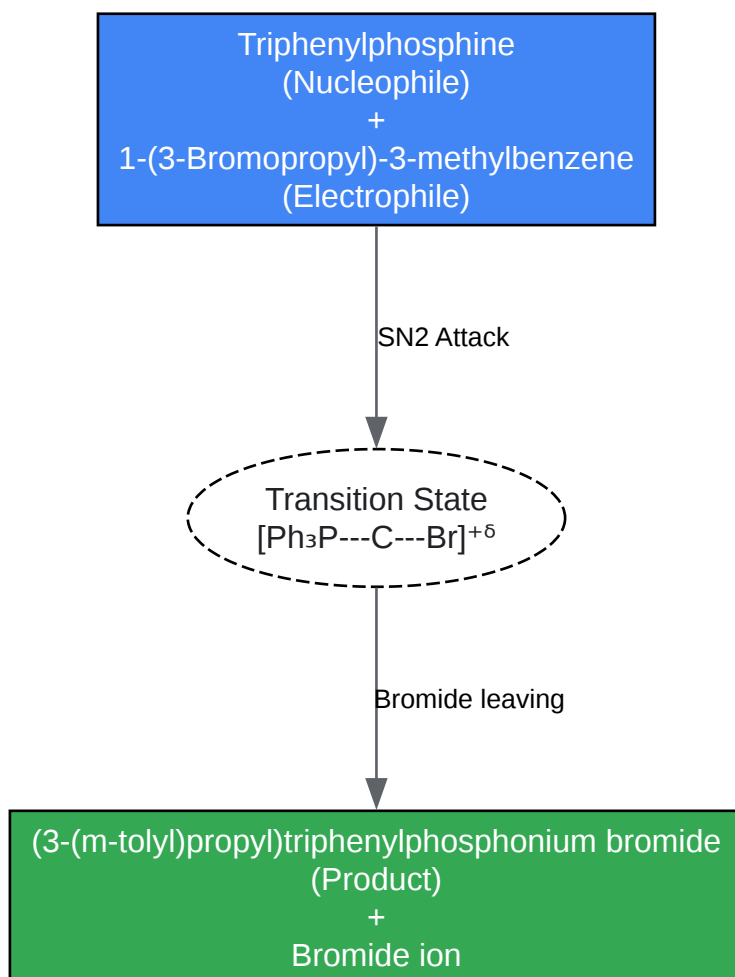 Triphenylphosphine
(Nucleophile)
+
1-(3-Bromopropyl)-3-methylbenzene
(Electrophile)
SN2 Attack
Transition State
[Ph₃P---C---Br]⁺ᵟ
Bromide leaving
(3-(m-tolyl)propyl)triphenylphosphonium bromide
(Product)
+
Bromide ion